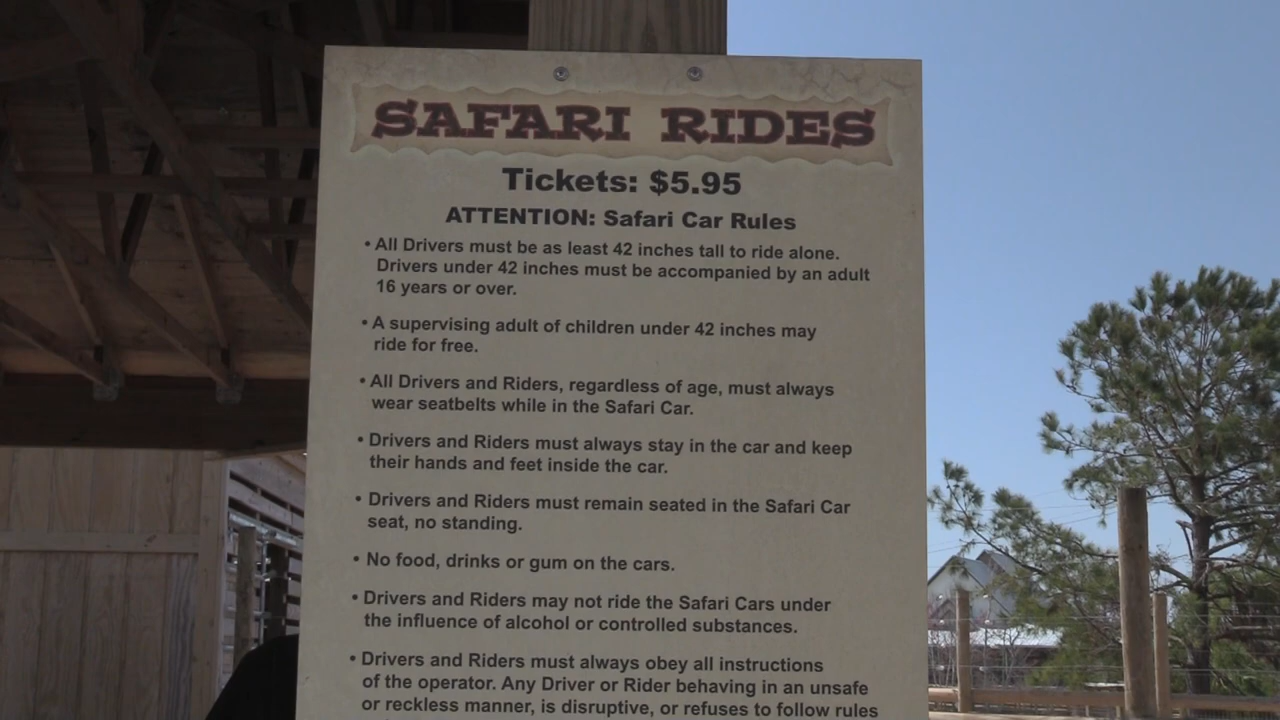 SAFARI RIDES
Tickets: $5.95
ATTENTION: Safari Car Rules
• All Drivers must be as least 42 inches tall to ride alone.
Drivers under 42 inches must be accompanied by an adult
16 years or over.
• A supervising adult of children under 42 inches may
ride for free.
• All Drivers and Riders, regardless of age, must always
wear seatbelts while in the Safari Car.
• Drivers and Riders must always stay in the car and keep
their hands and feet inside the car.
• Drivers and Riders must remain seated in the Safari Car
seat, no standing.
• No food, drinks or gum on the cars.
• Drivers and Riders may not ride the Safari Cars under
the influence of alcohol or controlled substances.
• Drivers and Riders must always obey all instructions
of the operator. Any Driver or Rider behaving in an unsafe
or reckless manner, is disruptive, or refuses to follow rules